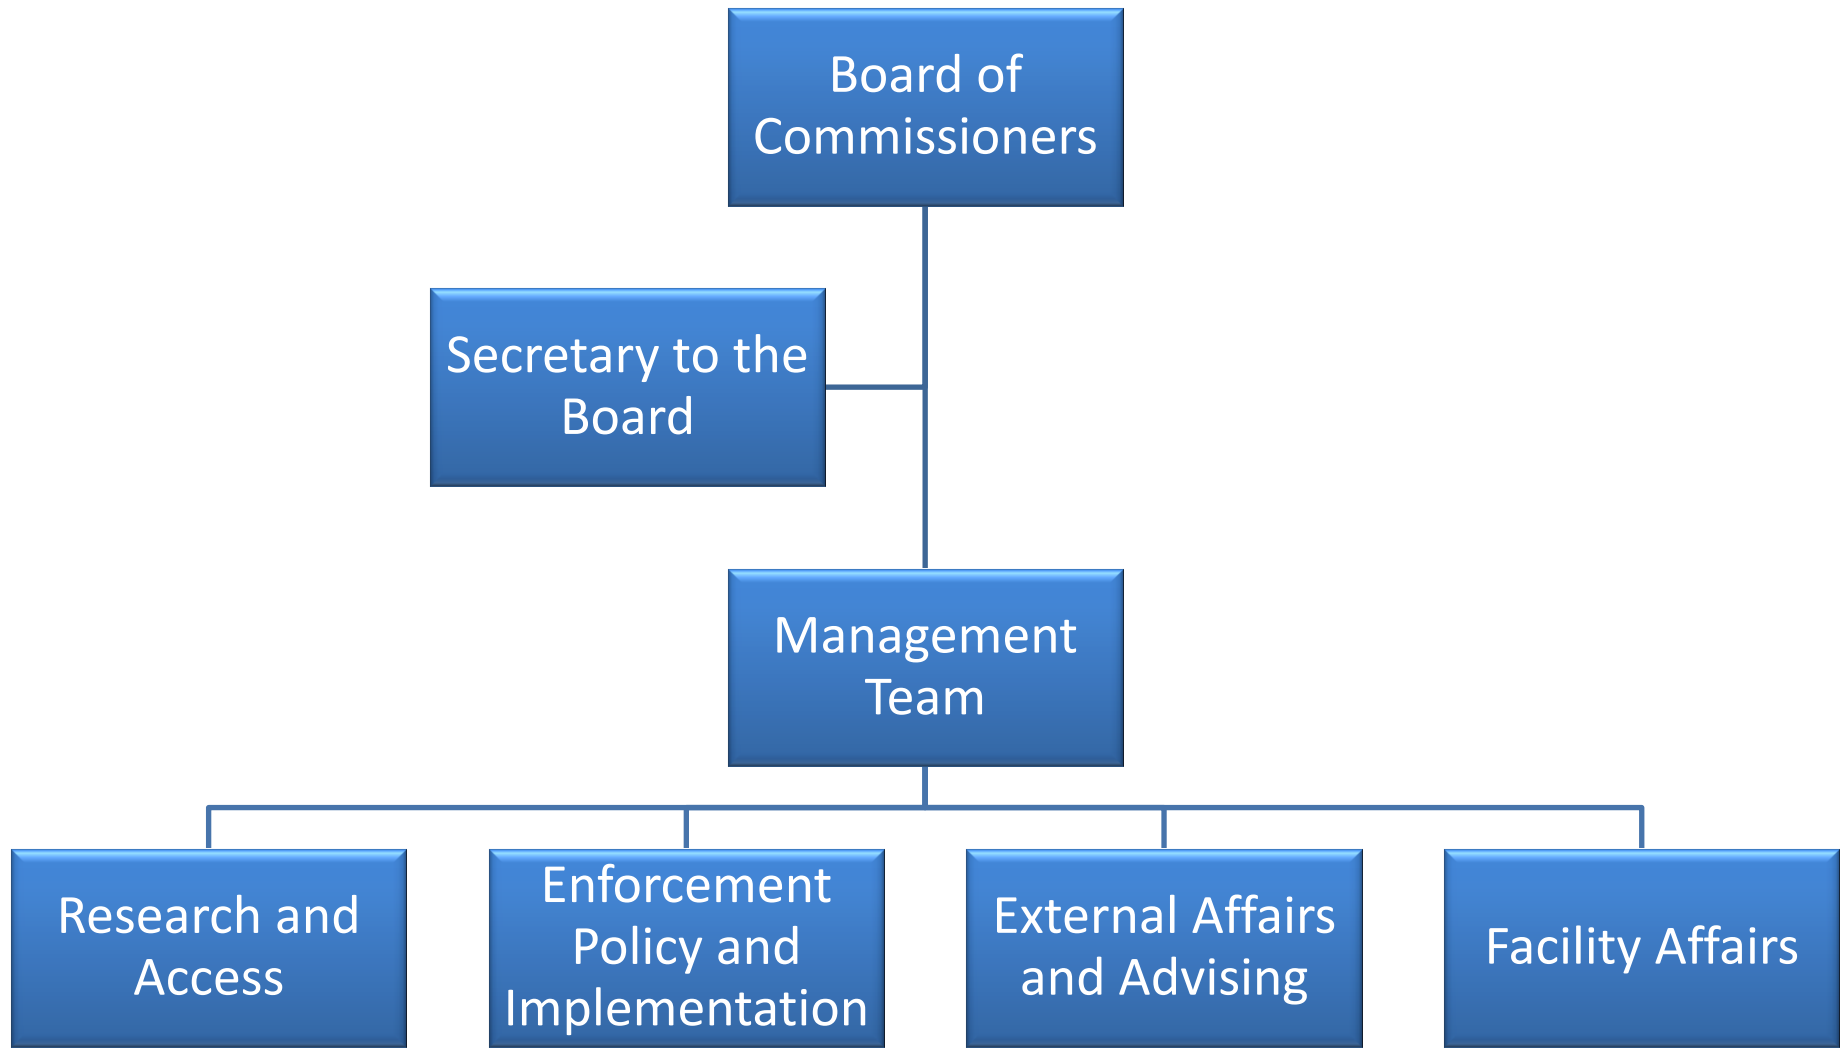 Board of
Commissioners
Secretary to the
Board
Management
Team
Research and
Access
Enforcement
Policy and
Implementation
External Affairs
and Advising
Facility Affairs